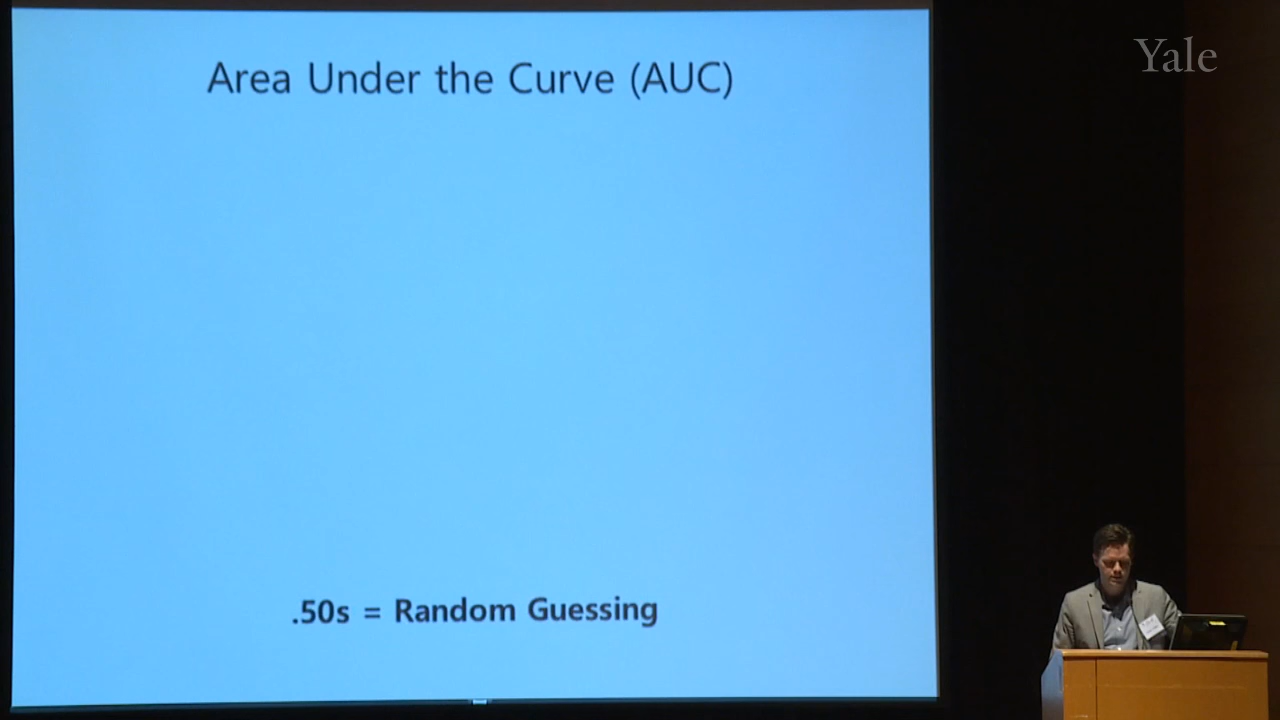 Yale
Area Under the Curve (AUC)
.50s = Random Guessing